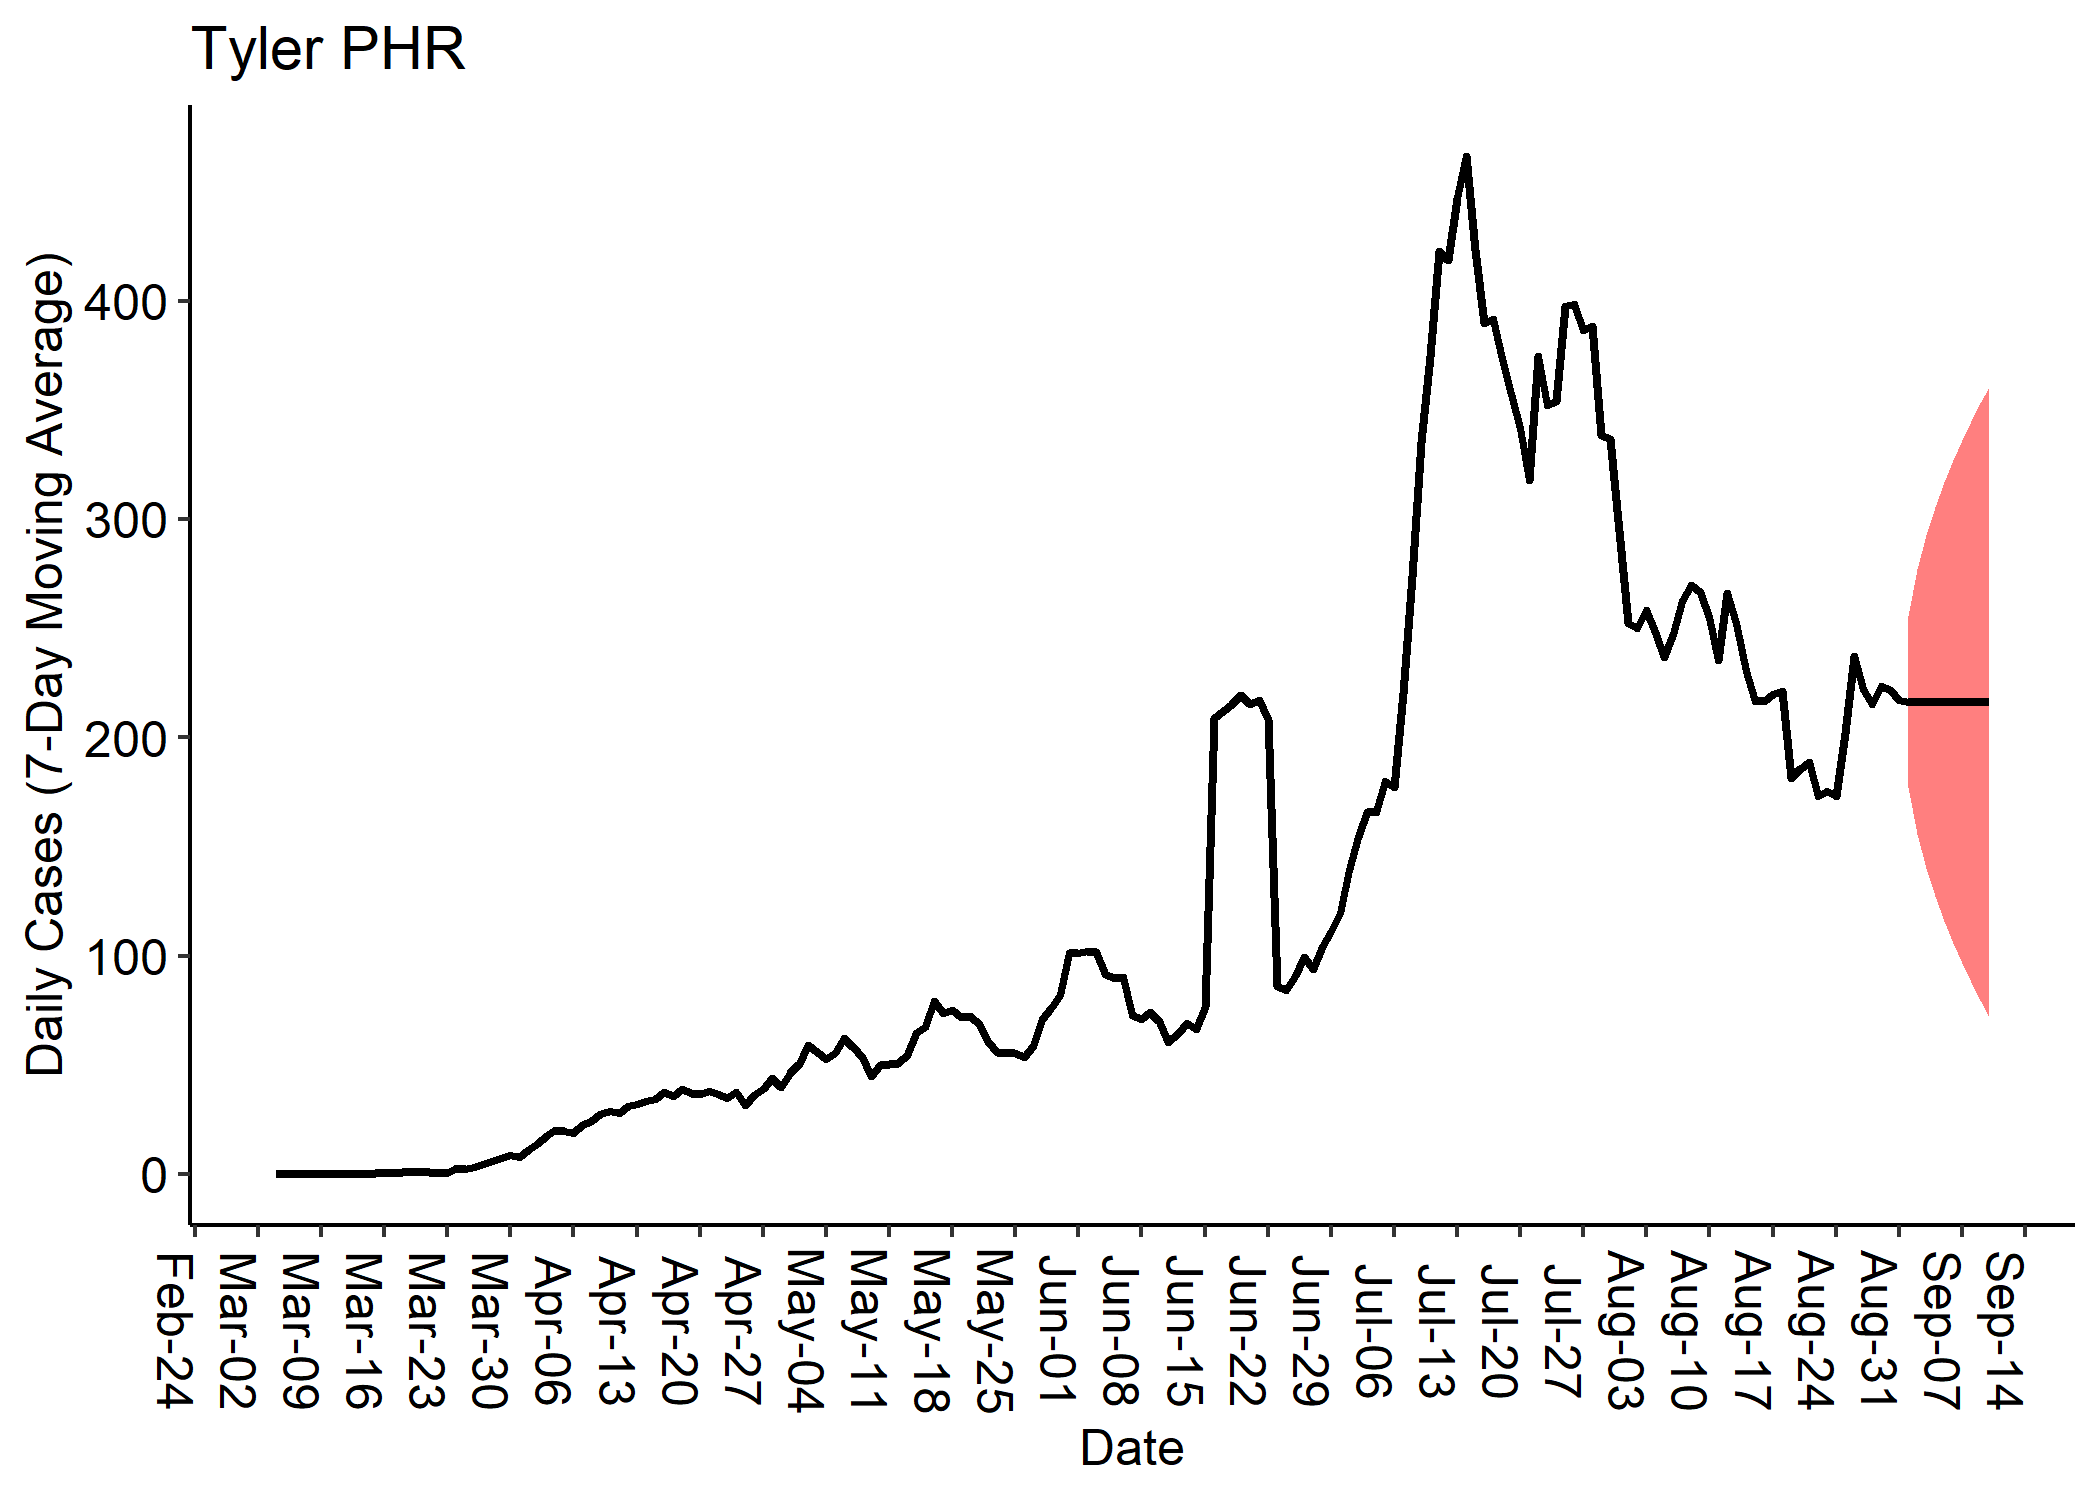 Tyler PHR
Daily Cases (7-Day Moving Average)
400
300
200
100
0
Feb-24
Mar-02
Mar-09
Mar-16
Mar-23
Mar-30
Apr-06
Apr-13
Apr-20
Apr-27
May-04
May-11
May-18
May-25
Jun-01
Jun-08
Jun-15
Jun-22
Jun-29
Jul-06
Jul-13
Jul-20
Jul-27
Aug-03
Aug-10
Aug-17
Aug-24
Aug-31
Sep-07
Sep-14
Date